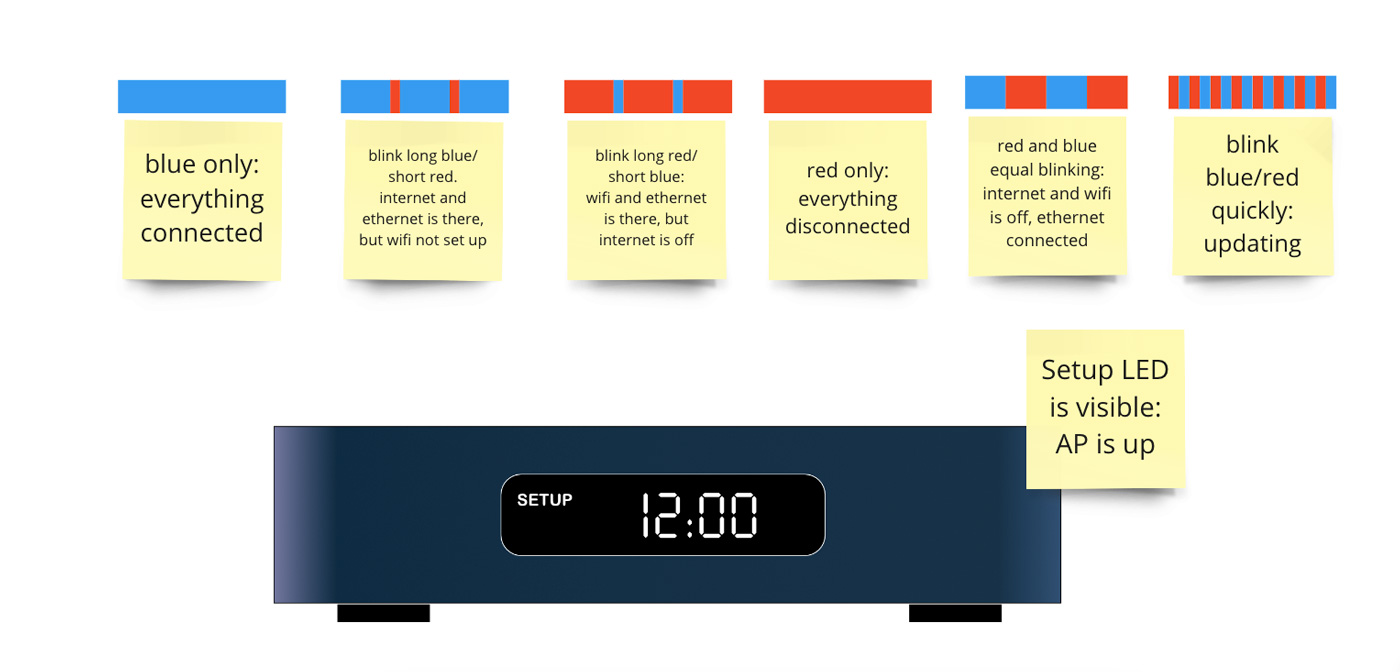 blue only:
everything
connected
blink long blue/
short red.
internet and
ethernet is there,
but wifi not set up
blink long red/
short blue:
wifi and ethernet
is there, but
internet is off
red only:
everything
disconnected
red and blue
equal blinking:
internet and wifi
is off, ethernet
connected
blink
blue/red
quickly:
updating
Setup LED
is visible:
AP is up
SETUP 12:00